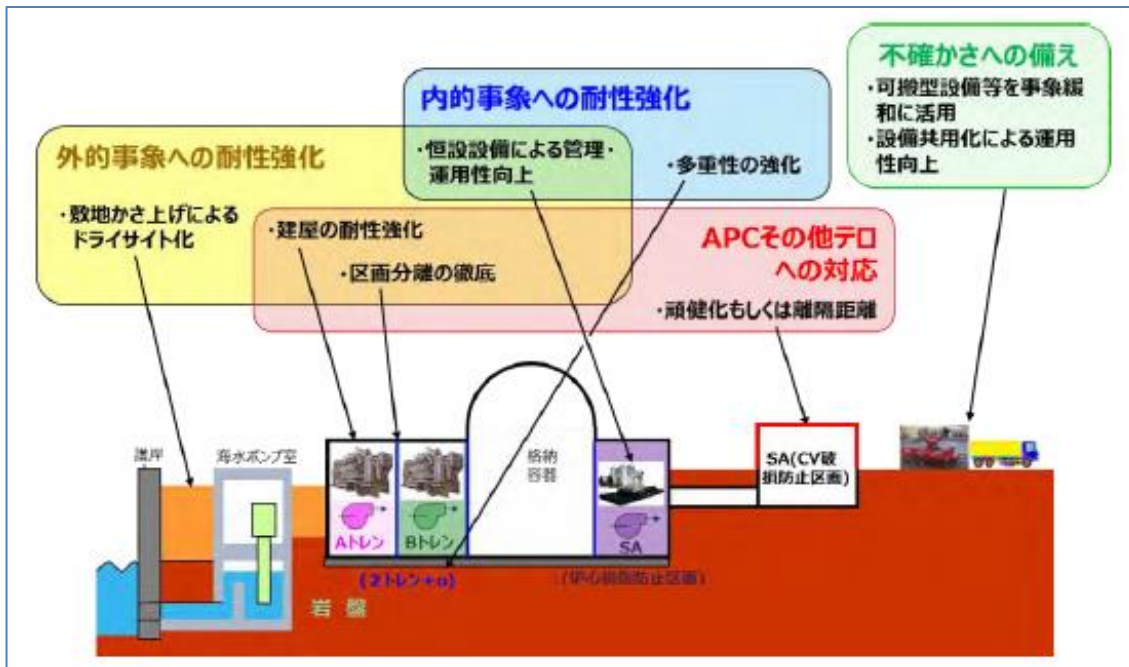 不確かさへの備え
・可搬型設備等を事象緩
和に活用
・設備共用化による運用
性向上
内的事象への耐性強化
・恒設設備による管理・
運用性向上
・多重性の強化
外的事象への耐性強化
・敷地かさ上げによる
ドライサイト化
・建屋の耐性強化
・区画分離の徹底
APCその他テロ
への対応
・頑健化もしくは離隔距離
護岸
海水ポンプ室
格納
容器
SA(CV破
損防止区画)
Aトレン
Bトレン
SA
(2トレン+α)
(炉心損傷防止区画)
岩盤